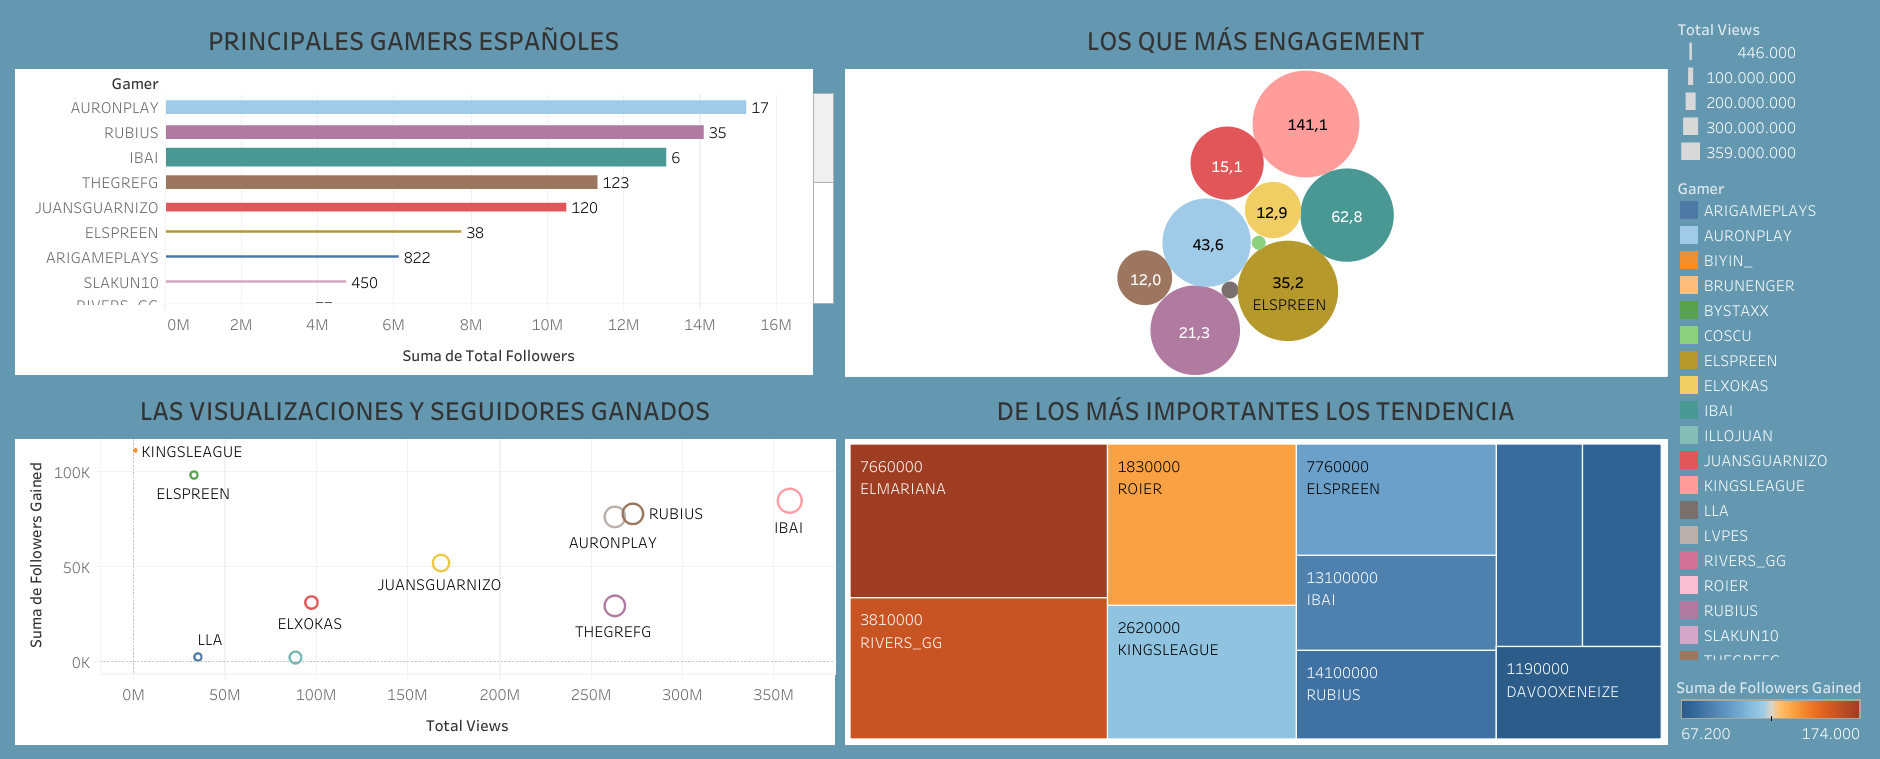 PRINCIPALES GAMERS ESPAÑOLES
Gamer
AURONPLAY 17
RUBIUS 35
IBAI 6
THEGREFG 123
JUANSGUARNIZO 120
ELSPREEN 38
ARIGAMEPLAYS 822
SLAKUN10 450
RIVERS_GG 77
0M 2M 4M 6M 8M 10M 12M 14M 16M
Suma de Total Followers
LOS QUE MÁS ENGAGEMENT
141,1
15,1
12,9
62,8
43,6
12,0
35,2
ELSPREEN
21,3
LAS VISUALIZACIONES Y SEGUIDORES GANADOS
Suma de Followers Gained
100K
50K
0K
KINGSLEAGUE
ELSPREEN
RUBIUS
IBAI
AURONPLAY
JUANSGUARNIZO
ELXOKAS
THEGREFG
LLA
0M 50M 100M 150M 200M 250M 300M 350M
Total Views
DE LOS MÁS IMPORTANTES LOS TENDENCIA
7660000
ELMARIANA
3810000
RIVERS_GG
1830000
ROIER
2620000
KINGSLEAGUE
7760000
ELSPREEN
13100000
IBAI
14100000
RUBIUS
1190000
DAVOOXENEIZE
Total Views
446.000
100.000.000
200.000.000
300.000.000
359.000.000
Gamer
ARIGAMEPLAYS
AURONPLAY
BIYIN_
BRUNENGER
BYSTAXX
COSCU
ELSPREEN
ELXOKAS
IBAI
ILLOJUAN
JUANSGUARNIZO
KINGSLEAGUE
LLA
LVPES
RIVERS_GG
ROIER
RUBIUS
SLAKUN10
THEGREFG
Suma de Followers Gained
67.200 174.000